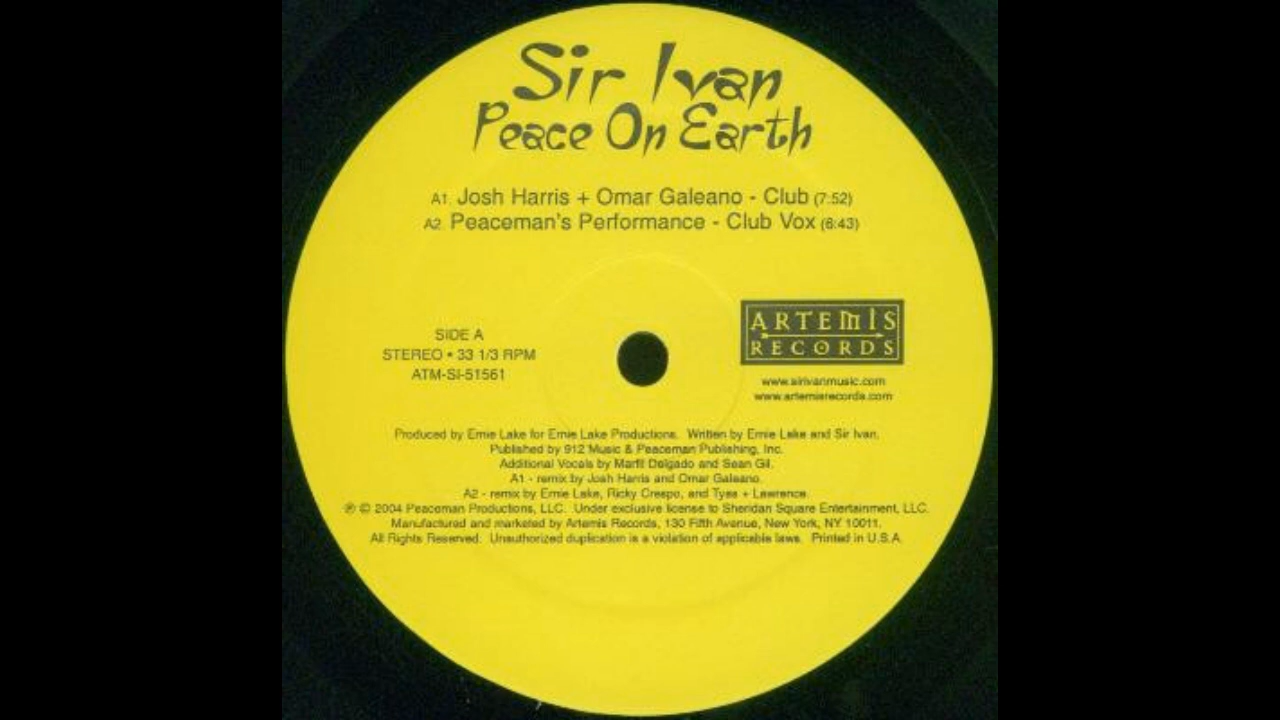 Sir Ivan
Peace On Earth
A1. Josh Harris + Omar Galeano - Club (7:52)
A2. Peaceman's Performance - Club Vox (6:43)
SIDE A
STEREO • 33 1/3 RPM
ATM-SI-51561
ARTEMIS
RECORDS
www.sirivanmusic.com
www.artemisrecords.com
Produced by Ernie Lake for Ernie Lake Productions. Written by Ernie Lake and Sir Ivan.
Published by 912 Music & Peaceman Publishing, Inc.
Additional Vocals by Marfil Delgado and Sean Gil.
A1 - remix by Josh Harris and Omar Galeano.
A2 - remix by Ernie Lake, Ricky Crespo, and Tyas + Lawrence.
℗ © 2004 Peaceman Productions, LLC. Under exclusive license to Sheridan Square Entertainment, LLC.
Manufactured and marketed by Artemis Records, 130 Fifth Avenue, New York, NY 10011.
All Rights Reserved. Unauthorized duplication is a violation of applicable laws. Printed in U.S.A.